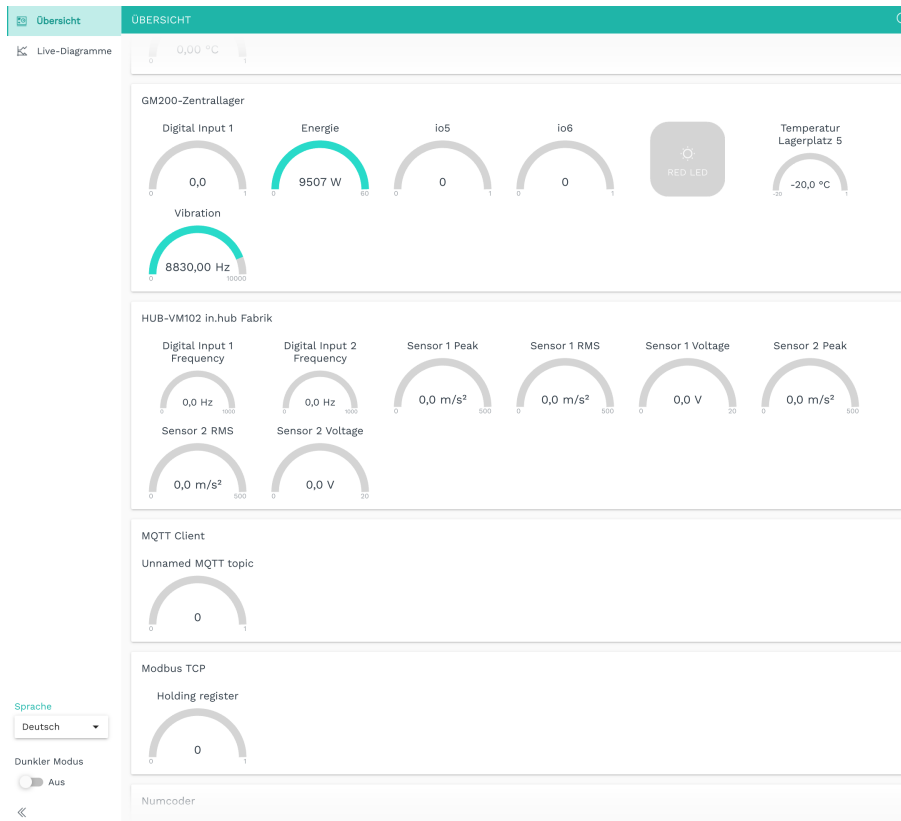 Übersicht
ÜBERSICHT
Live-Diagramme
0,00 °C
0 1
GM200-Zentrallager
Digital Input 1
0,0
0 1
Energie
9507 W
0 60
io5
0
0 1
io6
0
0 1
RED LED
Temperatur
Lagerplatz 5
-20,0 °C
-20 1
Vibration
8830,00 Hz
0 10000
HUB-VM102 in.hub Fabrik
Digital Input 1
Frequency
0,0 Hz
0 1000
Digital Input 2
Frequency
0,0 Hz
0 1000
Sensor 1 Peak
0,0 m/s²
0 500
Sensor 1 RMS
0,0 m/s²
0 500
Sensor 1 Voltage
0,0 V
0 20
Sensor 2 Peak
0,0 m/s²
0 500
Sensor 2 RMS
0,0 m/s²
0 500
Sensor 2 Voltage
0,0 V
0 20
MQTT Client
Unnamed MQTT topic
0
0 1
Modbus TCP
Holding register
0
0 1
Numcoder
Sprache
Deutsch
Dunkler Modus
Aus